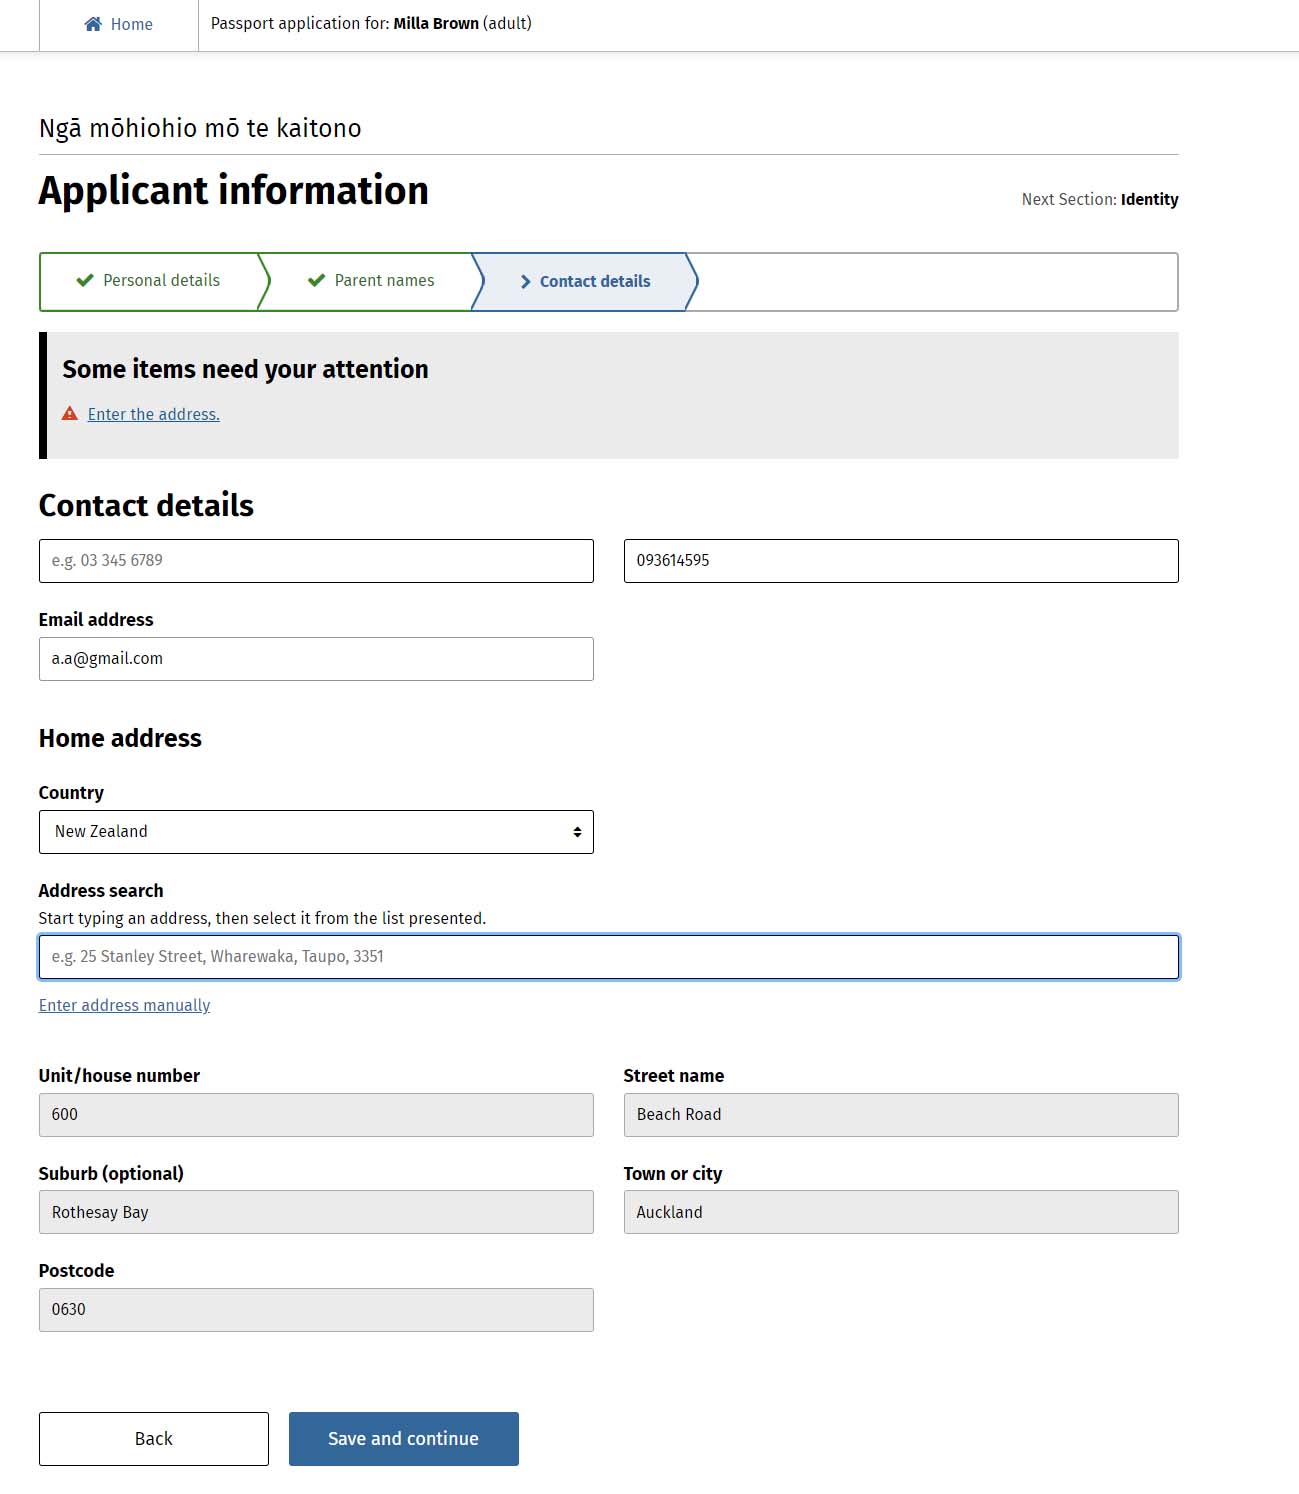 Home
Passport application for: Milla Brown (adult)
Ngā mōhiohio mō te kaitono
Applicant information
Next Section: Identity
Personal details
Parent names
Contact details
Some items need your attention
Enter the address.
Contact details
e.g. 03 345 6789
093614595
Email address
a.a@gmail.com
Home address
Country
New Zealand
Address search
Start typing an address, then select it from the list presented.
e.g. 25 Stanley Street, Wharewaka, Taupo, 3351
Enter address manually
Unit/house number
Street name
600
Beach Road
Suburb (optional)
Town or city
Rothesay Bay
Auckland
Postcode
0630
Back
Save and continue